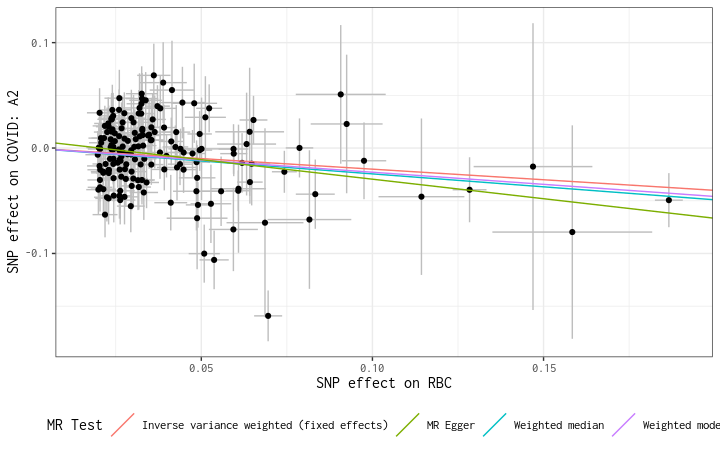 SNP effect on COVID: A2
0.1
0.0
-0.1
0.05
0.10
0.15
SNP effect on RBC
MR Test
Inverse variance weighted (fixed effects)
MR Egger
Weighted median
Weighted mode